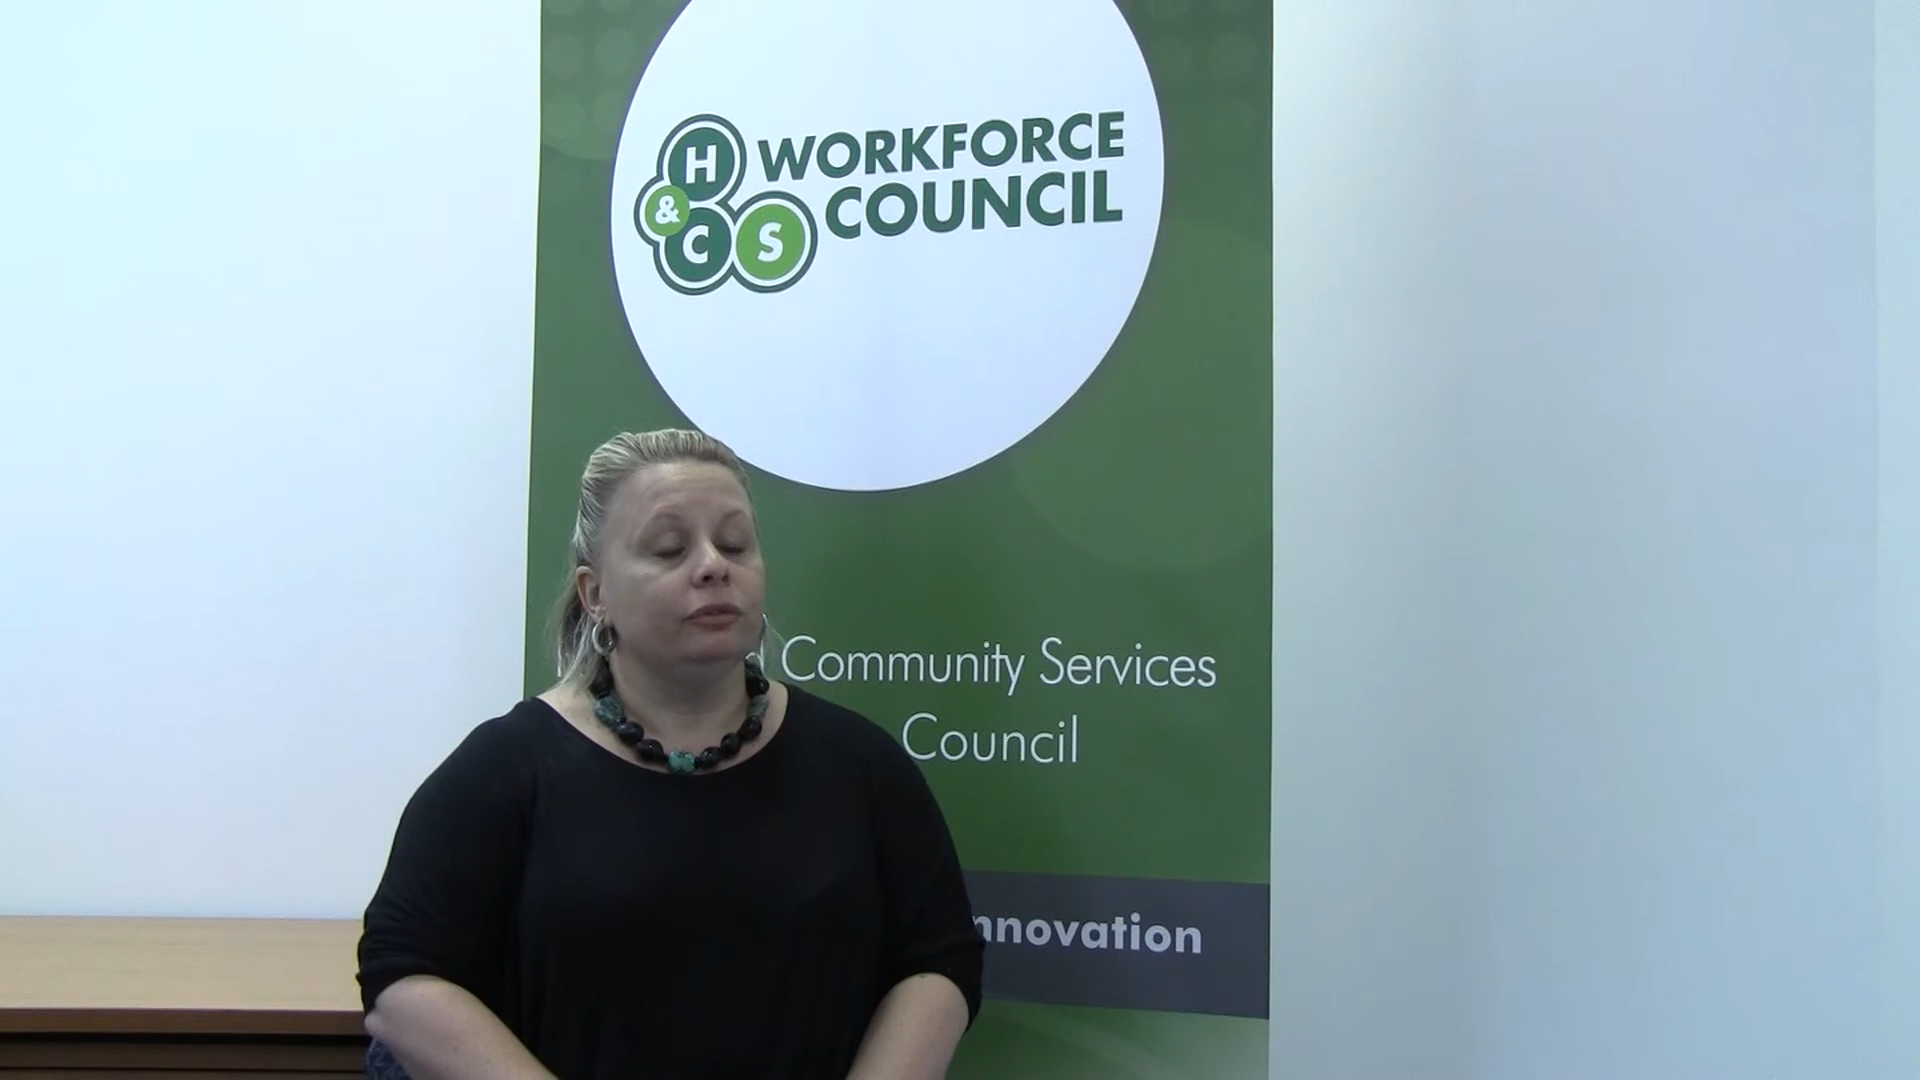 H
&
C S
WORKFORCE
COUNCIL
Community Services
Council
nnovation